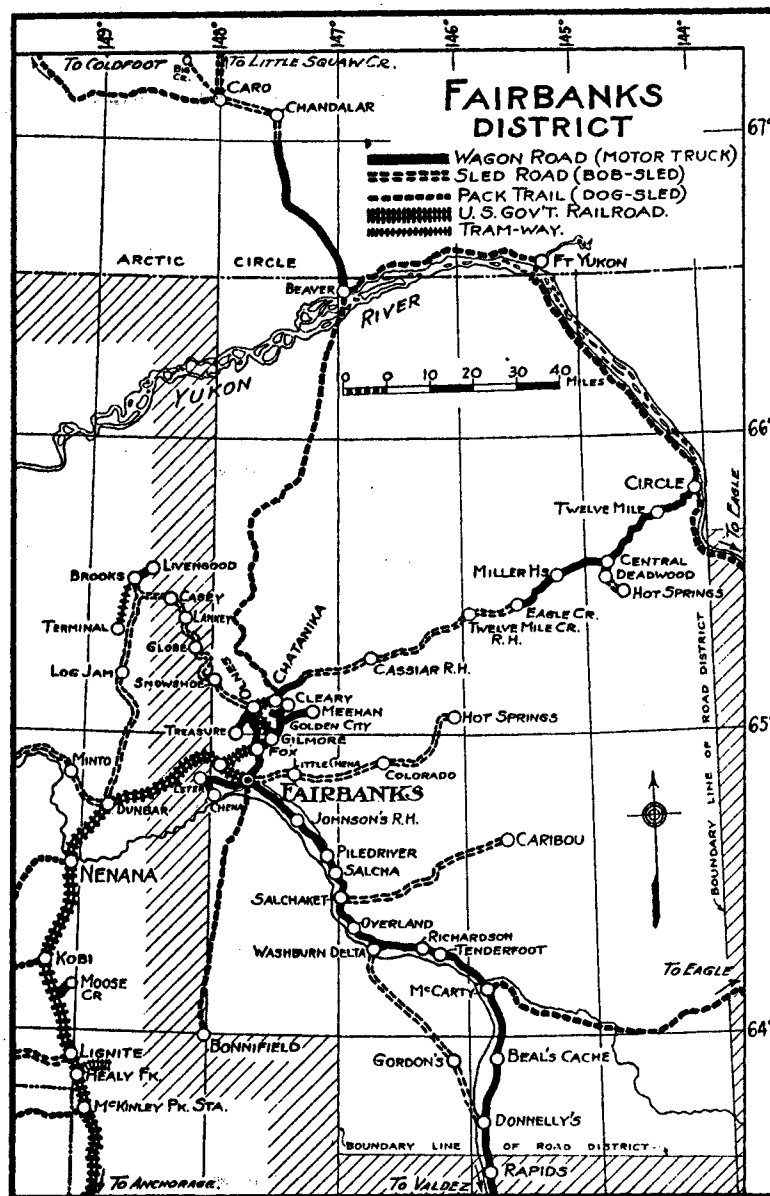 149°
148°
147°
146°
145°
144°
TO COLDFOOT
BIG CR.
TO LITTLE SQUAW CR.
CARO
CHANDALAR
FAIRBANKS
DISTRICT
67°
WAGON ROAD (MOTOR TRUCK)
SLED ROAD (BOB-SLED)
PACK TRAIL (DOG-SLED)
U.S. GOV'T. RAILROAD.
TRAM-WAY.
ARCTIC CIRCLE
FT YUKON
BEAVER
YUKON RIVER
0 0 10 20 30 40 MILES
66°
CIRCLE
TWELVE MILE
TO EAGLE
LIVENGOOD
BROOKS
CENTRAL
MILLER HS
DEADWOOD
CASEY
HOT SPRINGS
LANKEY
EAGLE CR.
TERMINAL
TWELVE MILE CR.
R.H.
GLOBE
CHATANIKA
CASSIAR R.H.
LOG JAM
SNOWSHOE
OLNES
CLEARY
MEEHAN
HOT SPRINGS
65°
TREASURE
GOLDEN CITY
GILMORE
FOX
MINTO
LITTLE CHENA
COLORADO
ESTER
FAIRBANKS
DUNBAR
CHENA
JOHNSON'S R.H.
CARIBOU
PILEDRIVER
NENANA
SALCHA
SALCHAKET
OVERLAND
RICHARDSON
WASHBURN DELTA
TENDERFOOT
KOBI
TO EAGLE
MOOSE
CR
MCCARTY
BOUNDARY LINE OF ROAD DISTRICT
64°
LIGNITE
BONNIFIELD
GORDON'S
BEAL'S CACHE
HEALY FK.
MCKINLEY PK. STA.
DONNELLY'S
BOUNDARY LINE OF ROAD DISTRICT
RAPIDS
TO ANCHORAGE.
TO VALDEZ